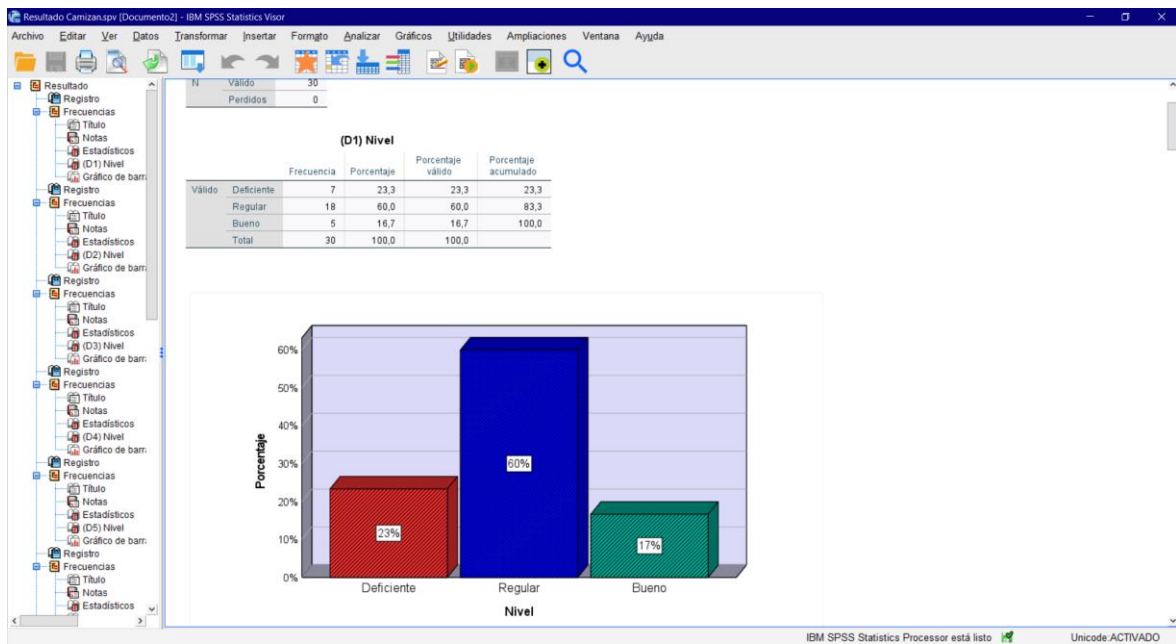 Resultado Camizan.spv [Documento2] - IBM SPSS Statistics Visor
Archivo Editar Ver Datos Transformar Insertar Formato Analizar Gráficos Utilidades Ampliaciones Ventana Ayuda
Resultado
Registro
Frecuencias
Título
Notas
Estadísticos
(D1) Nivel
Gráfico de barra
Registro
Frecuencias
Título
Notas
Estadísticos
(D2) Nivel
Gráfico de barra
Registro
Frecuencias
Título
Notas
Estadísticos
(D3) Nivel
Gráfico de barra
Registro
Frecuencias
Título
Notas
Estadísticos
(D4) Nivel
Gráfico de barra
Registro
Frecuencias
Título
Notas
Estadísticos
(D5) Nivel
Gráfico de barra
Registro
Frecuencias
Título
Notas
Estadísticos
N Válido 30
Perdidos 0
(D1) Nivel
Frecuencia Porcentaje Porcentaje válido Porcentaje acumulado
Válido Deficiente 7 23,3 23,3 23,3
Regular 18 60,0 60,0 83,3
Bueno 5 16,7 16,7 100,0
Total 30 100,0 100,0
Porcentaje
60%
50%
40%
30%
20%
10%
0%
23%
60%
17%
Deficiente Regular Bueno
Nivel
IBM SPSS Statistics Processor está listo Unicode:ACTIVADO